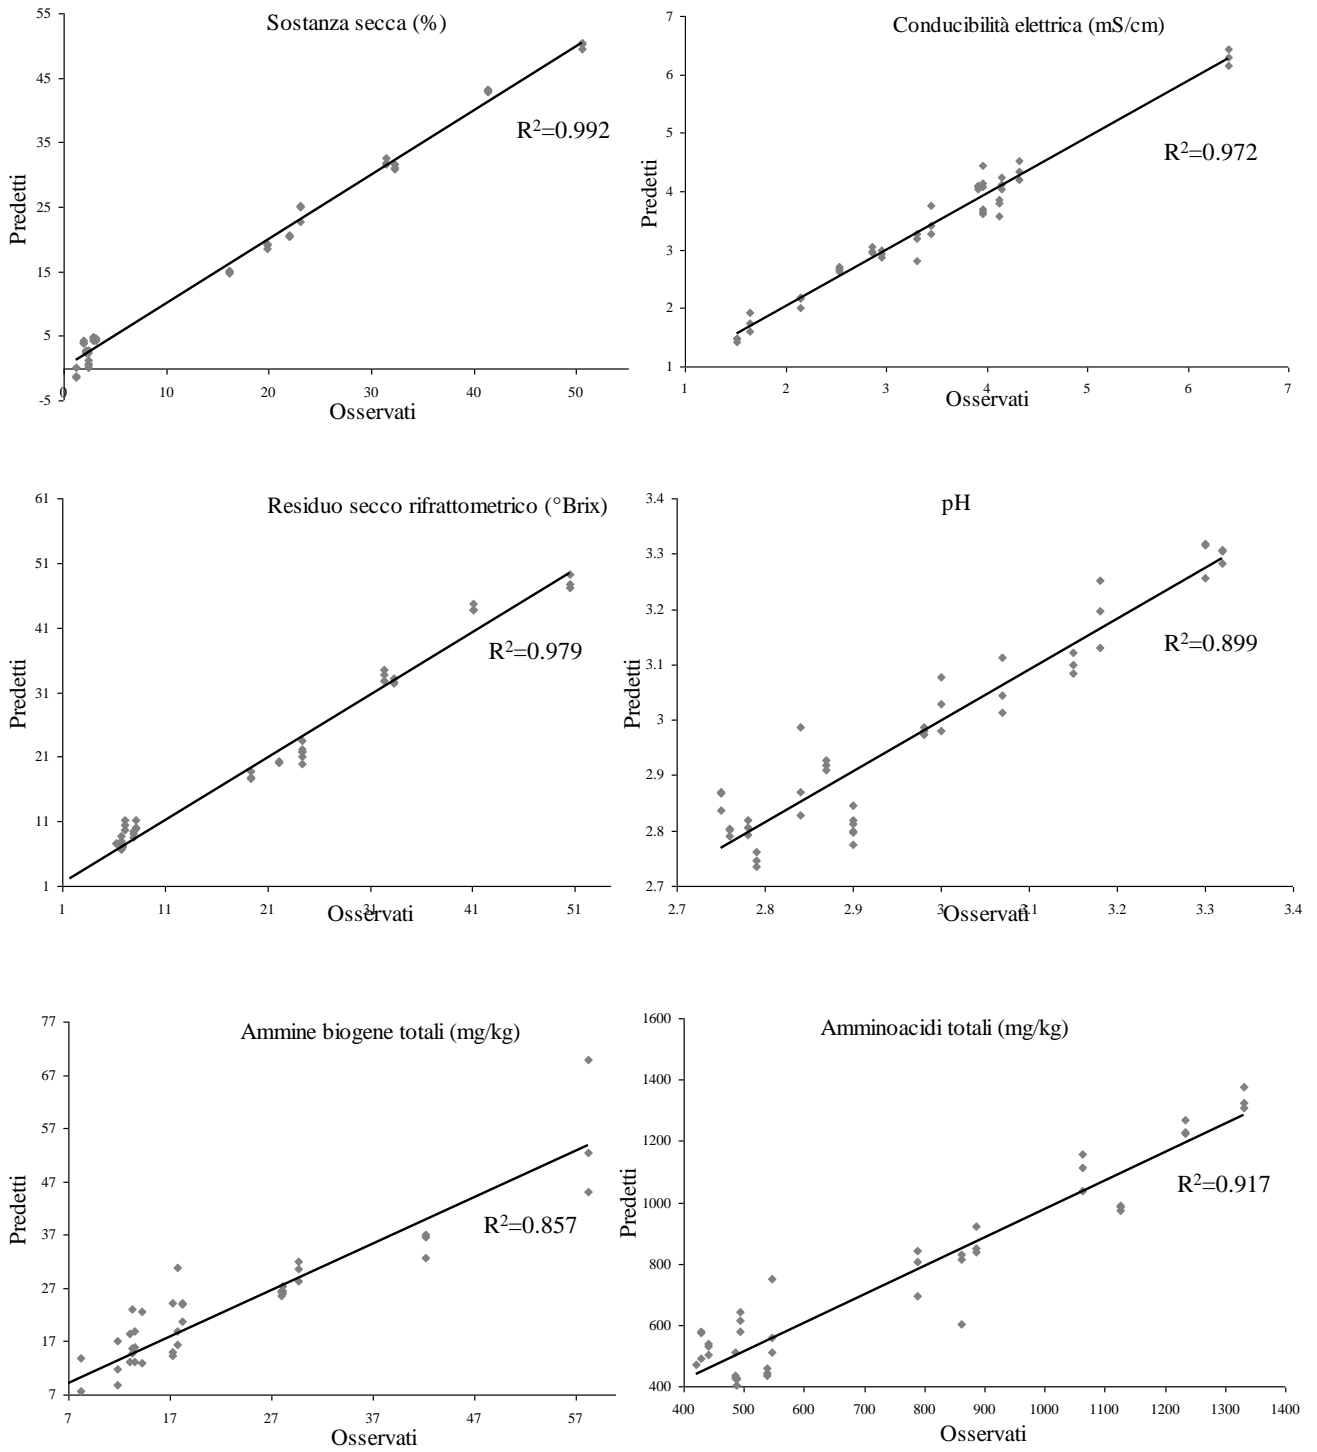 Sostanza secca (%)
55
45
35
25
15
5
-5
Predetti
R²=0.992
0 10 20 30 40 50
Osservati
Conducibilità elettrica (mS/cm)
7
6
5
4
3
2
1
Predetti
R²=0.972
1 2 3 4 5 6 7
Osservati
Residuo secco rifrattometrico (°Brix)
61
51
41
31
21
11
1
Predetti
R²=0.979
1 11 21 31 41 51
Osservati
pH
3.4
3.3
3.2
3.1
3
2.9
2.8
2.7
Predetti
R²=0.899
2.7 2.8 2.9 3 3.1 3.2 3.3 3.4
Osservati
Ammine biogene totali (mg/kg)
77
67
57
47
37
27
17
7
Predetti
R²=0.857
7 17 27 37 47 57
Osservati
Amminoacidi totali (mg/kg)
1600
1400
1200
1000
800
600
400
Predetti
R²=0.917
400 500 600 700 800 900 1000 1100 1200 1300 1400
Osservati